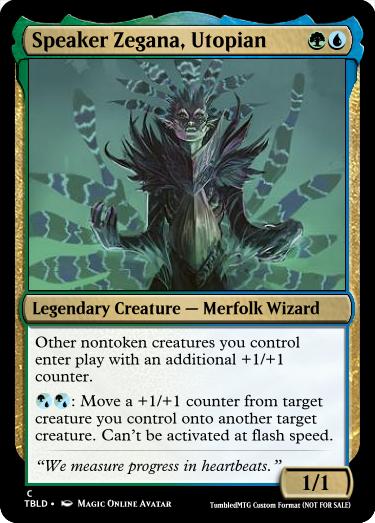 Speaker Zegana, Utopian
Legendary Creature — Merfolk Wizard
Other nontoken creatures you control
enter play with an additional +1/+1
counter.
: Move a +1/+1 counter from target
creature you control onto another target
creature. Can't be activated at flash speed.
“We measure progress in heartbeats.”
1/1
C
TBLD • Magic Online Avatar
TumbledMTG Custom Format (NOT FOR SALE)